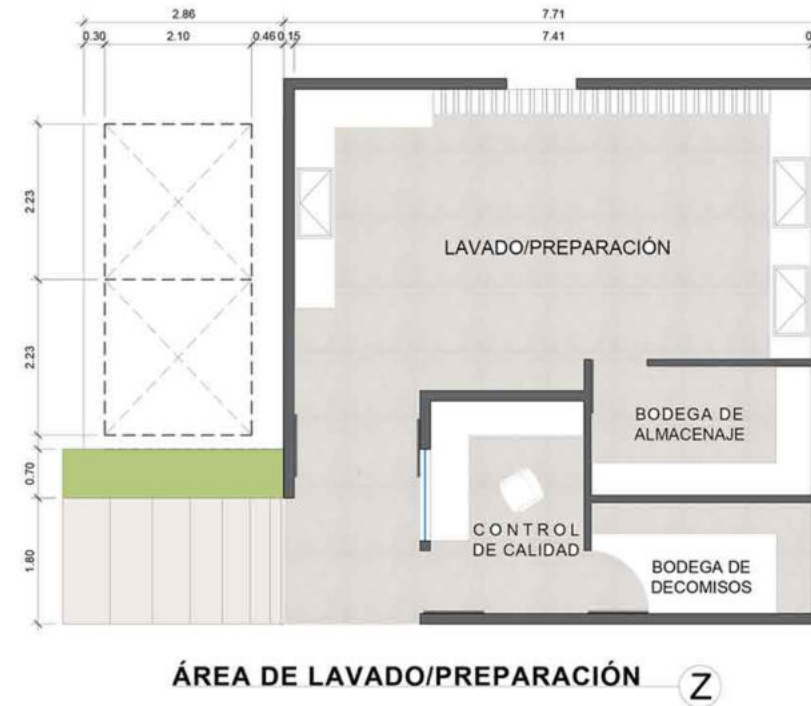 2.86 7.71
0.30 2.10 0.46 0.15 7.41
2.23
2.23
0.70
1.80
LAVADO/PREPARACIÓN
BODEGA DE
ALMACENAJE
CONTROL
DE CALIDAD
BODEGA DE
DECOMISOS
ÁREA DE LAVADO/PREPARACIÓN Z